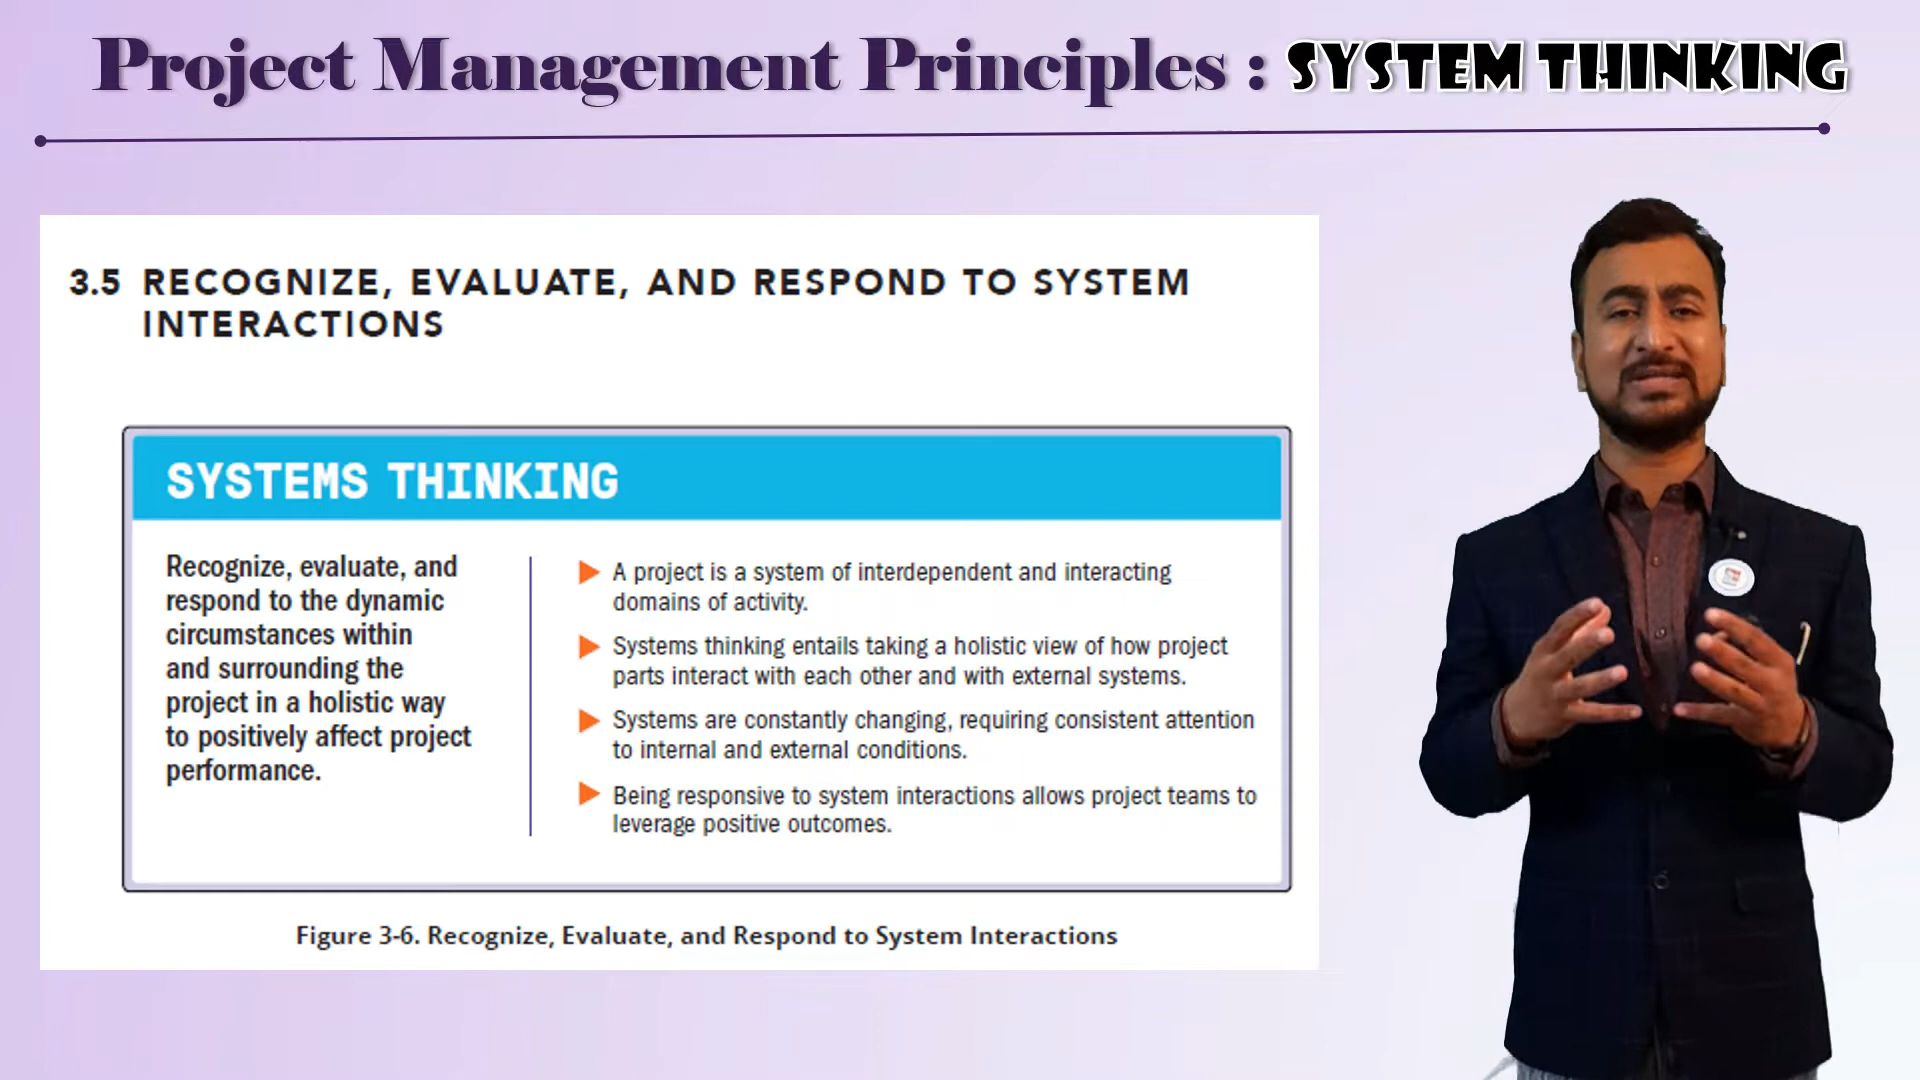 Project Management Principles : SYSTEM THINKING
3.5 RECOGNIZE, EVALUATE, AND RESPOND TO SYSTEM
INTERACTIONS
SYSTEMS THINKING
Recognize, evaluate, and
respond to the dynamic
circumstances within
and surrounding the
project in a holistic way
to positively affect project
performance.
A project is a system of interdependent and interacting
domains of activity.
Systems thinking entails taking a holistic view of how project
parts interact with each other and with external systems.
Systems are constantly changing, requiring consistent attention
to internal and external conditions.
Being responsive to system interactions allows project teams to
leverage positive outcomes.
Figure 3-6. Recognize, Evaluate, and Respond to System Interactions